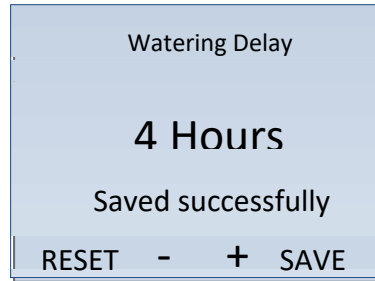 Watering Delay
4 Hours
Saved successfully
RESET - + SAVE